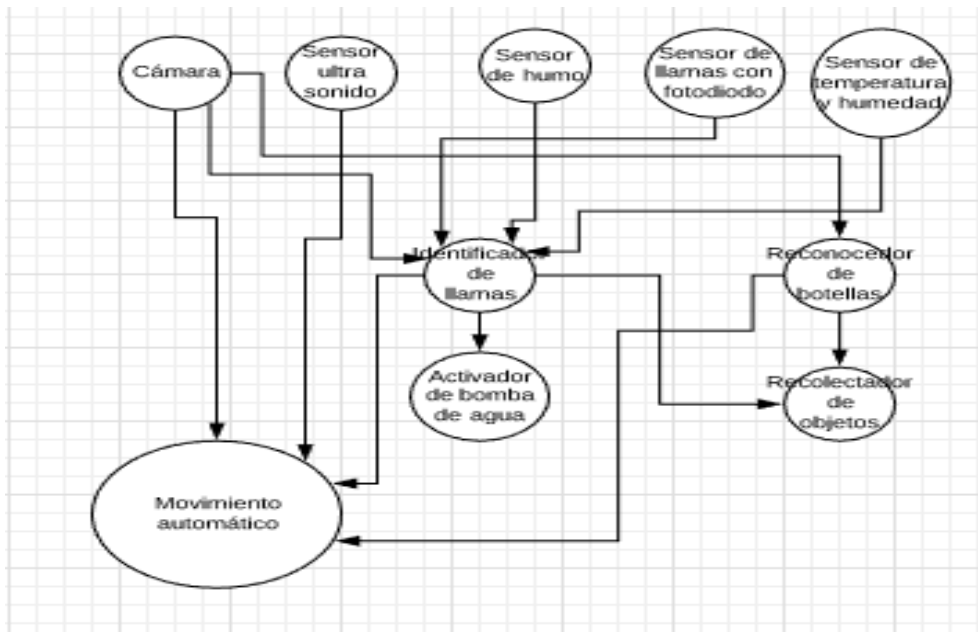 Cámara
Sensor
ultra
sonido
Sensor
de humo
Sensor de
llamas con
fotodiodo
Sensor de
temperatura
y humedad
Identificador
de
llamas
Reconocedor
de
botellas
Activador
de bomba
de agua
Recolectador
de
objetos
Movimiento
automático